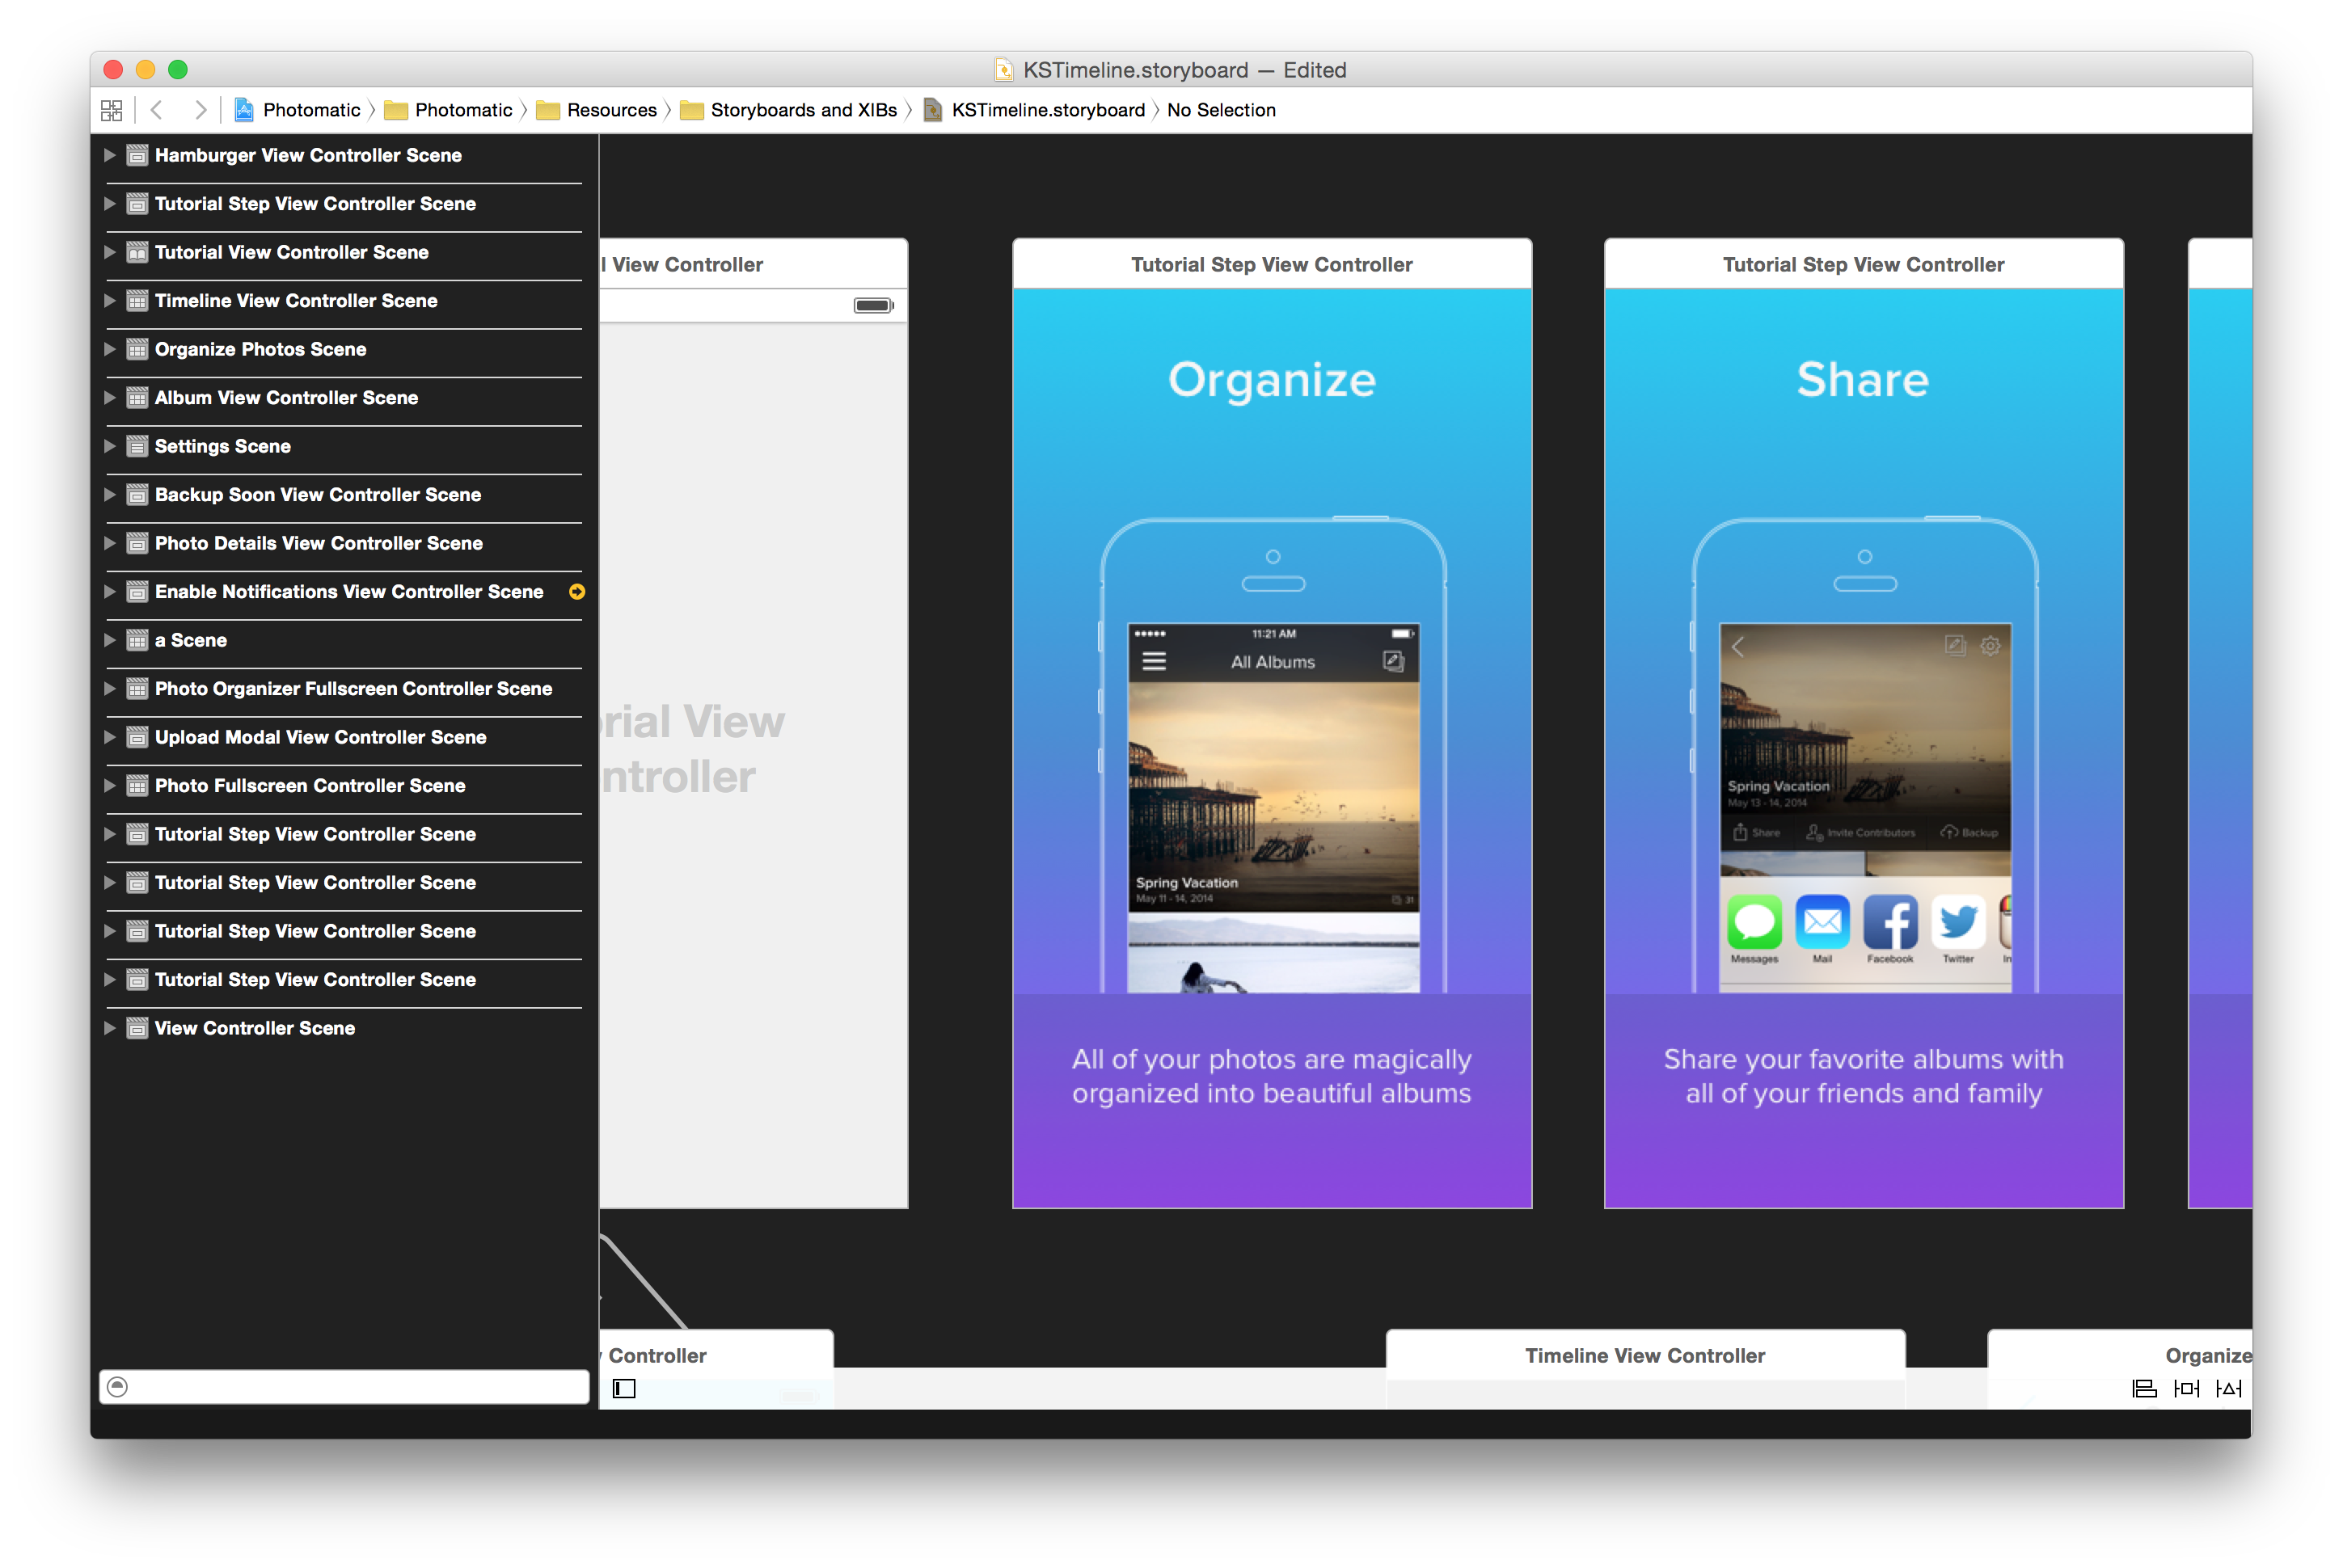 KSTimeline.storyboard — Edited
Photomatic
Photomatic
Resources
Storyboards and XIBs
KSTimeline.storyboard
No Selection
Hamburger View Controller Scene
Tutorial Step View Controller Scene
Tutorial View Controller Scene
Timeline View Controller Scene
Organize Photos Scene
Album View Controller Scene
Settings Scene
Backup Soon View Controller Scene
Photo Details View Controller Scene
Enable Notifications View Controller Scene
a Scene
Photo Organizer Fullscreen Controller Scene
Upload Modal View Controller Scene
Photo Fullscreen Controller Scene
Tutorial Step View Controller Scene
Tutorial Step View Controller Scene
Tutorial Step View Controller Scene
Tutorial Step View Controller Scene
View Controller Scene
l View Controller
rial View
ntroller
Tutorial Step View Controller
Organize
11:21 AM
All Albums
Spring Vacation
May 11 - 14, 2014
31
All of your photos are magically
organized into beautiful albums
Tutorial Step View Controller
Share
Spring Vacation
May 13 - 14, 2014
Share
Invite Contributors
Backup
Messages
Mail
Facebook
Twitter
In
Share your favorite albums with
all of your friends and family
Controller
Timeline View Controller
Organize